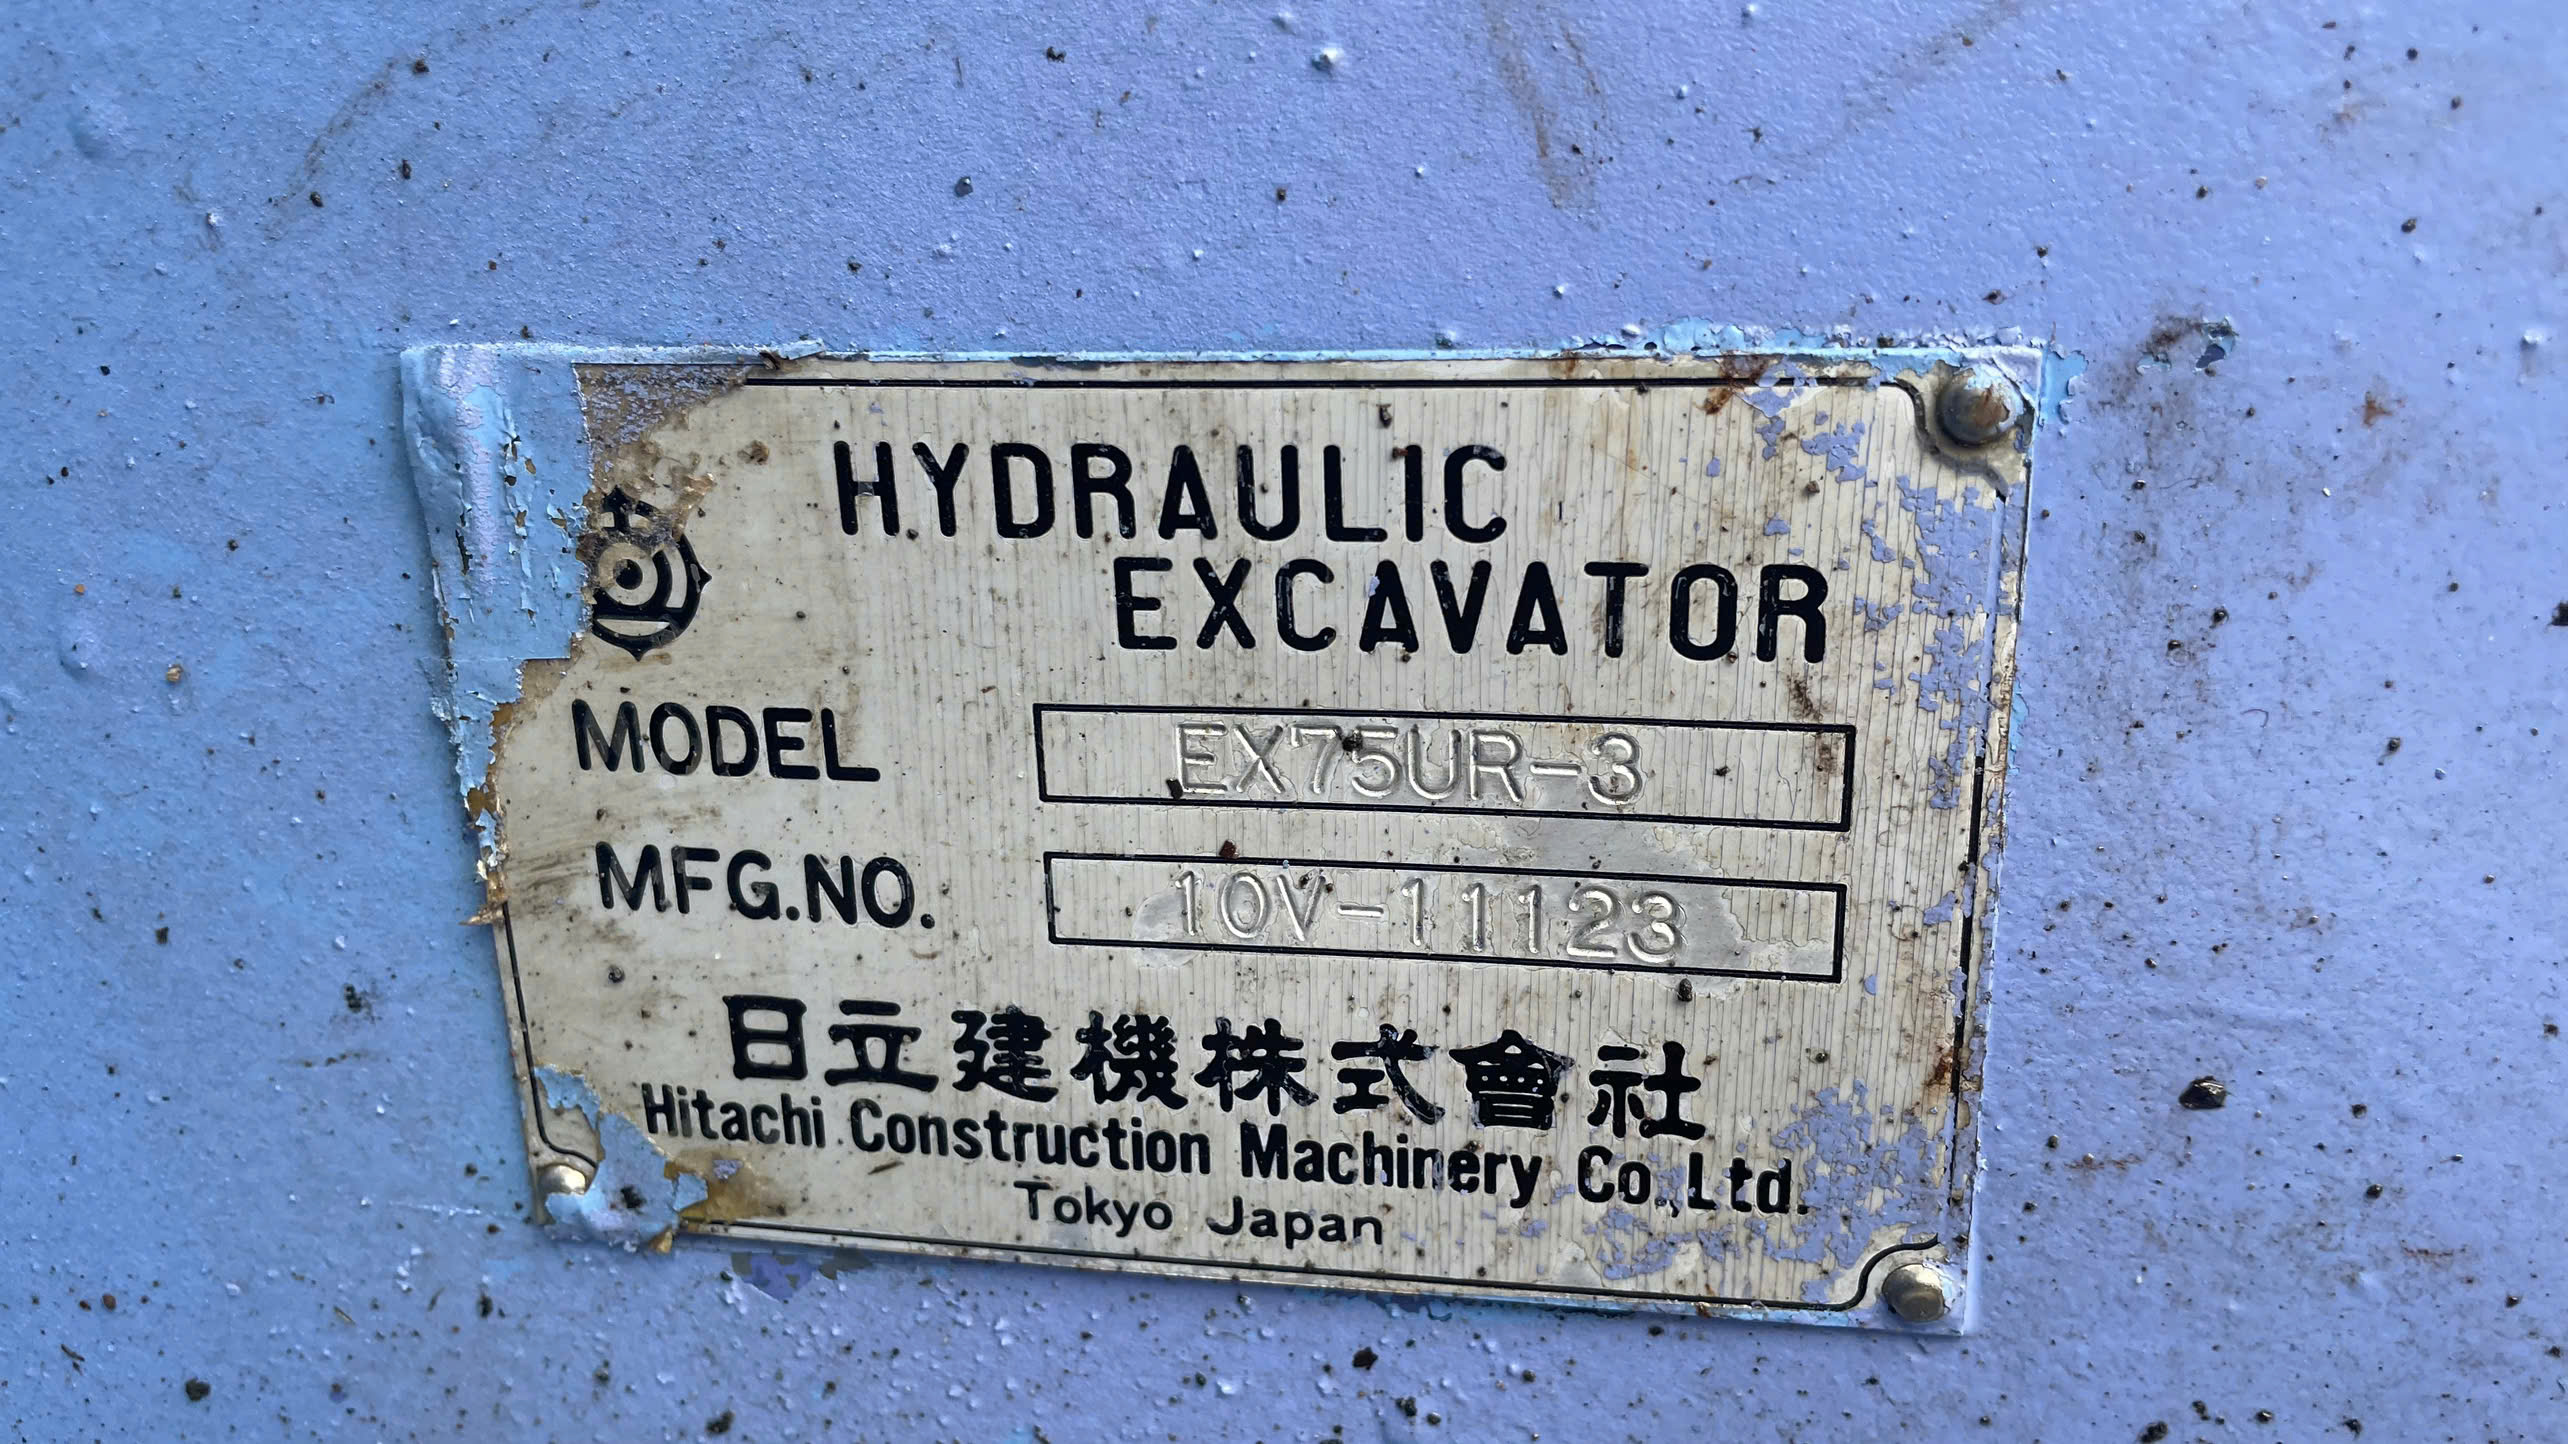 HYDRAULIC
EXCAVATOR
MODEL EX75UR-3
MFG.NO. 10V-11123
日立建機株式會社
Hitachi Construction Machinery Co.,Ltd.
Tokyo Japan